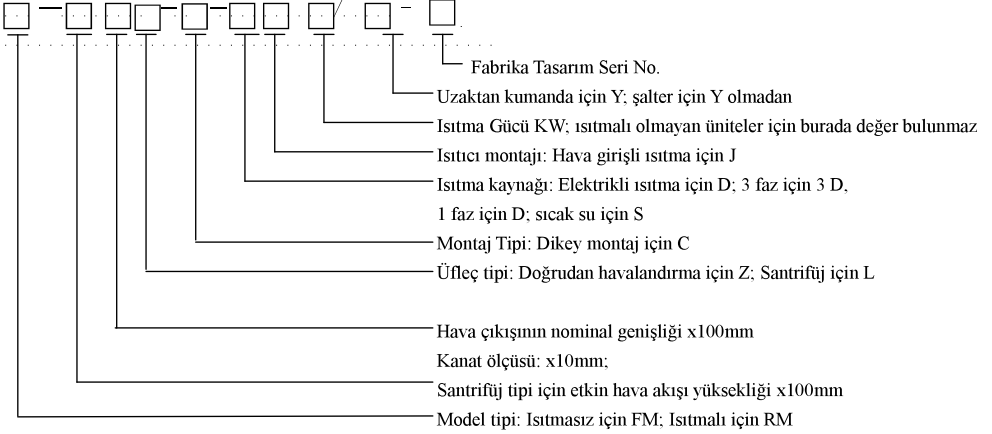 Fabrika Tasarım Seri No.
Uzaktan kumanda için Y; şalter için Y olmadan
Isıtma Gücü KW; ısıtmalı olmayan üniteler için burada değer bulunmaz
Isıtıcı montajı: Hava girişli ısıtma için J
Isıtma kaynağı: Elektrikli ısıtma için D; 3 faz için 3 D,
1 faz için D; sıcak su için S
Montaj Tipi: Dikey montaj için C
Üfleç tipi: Doğrudan havalandırma için Z; Santrifüj için L
Hava çıkışının nominal genişliği x100mm
Kanat ölçüsü: x10mm;
Santrifüj tipi için etkin hava akışı yüksekliği x100mm
Model tipi: Isıtmasız için FM; Isıtmalı için RM